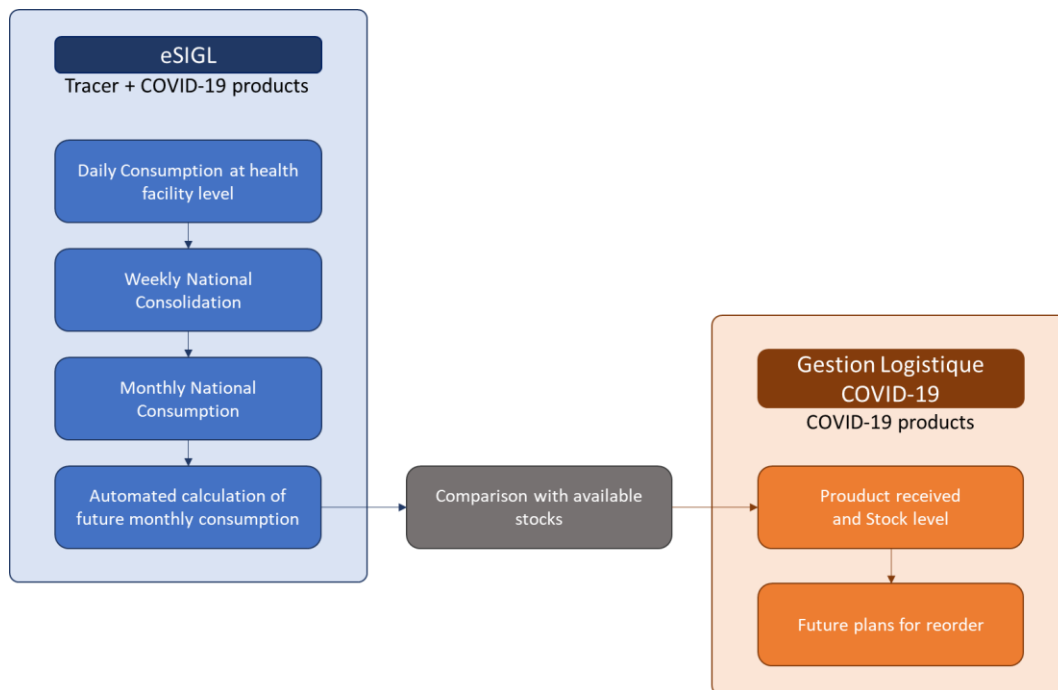 eSIGL
Tracer + COVID-19 products
Daily Consumption at health
facility level
Weekly National
Consolidation
Monthly National
Consumption
Automated calculation of
future monthly consumption
Comparison with available
stocks
Gestion Logistique
COVID-19
COVID-19 products
Prouduct received
and Stock level
Future plans for reorder